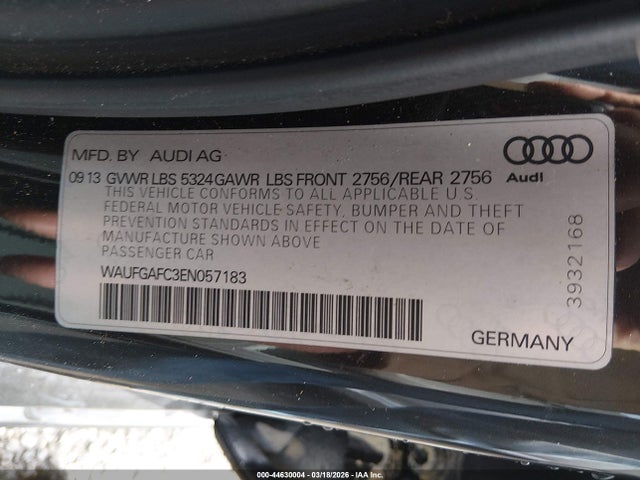 MFD. BY AUDI AG
09 13 GVWR LBS 5324 GAWR LBS FRONT 2756/REAR 2756
Audi
THIS VEHICLE CONFORMS TO ALL APPLICABLE U.S.
FEDERAL MOTOR VEHICLE SAFETY, BUMPER AND THEFT
PREVENTION STANDARDS IN EFFECT ON THE DATE OF
MANUFACTURE SHOWN ABOVE
PASSENGER CAR
WAUFGAFC3EN057183
3932168
GERMANY
000-44630004 - 03/18/2026 - IAA Inc.